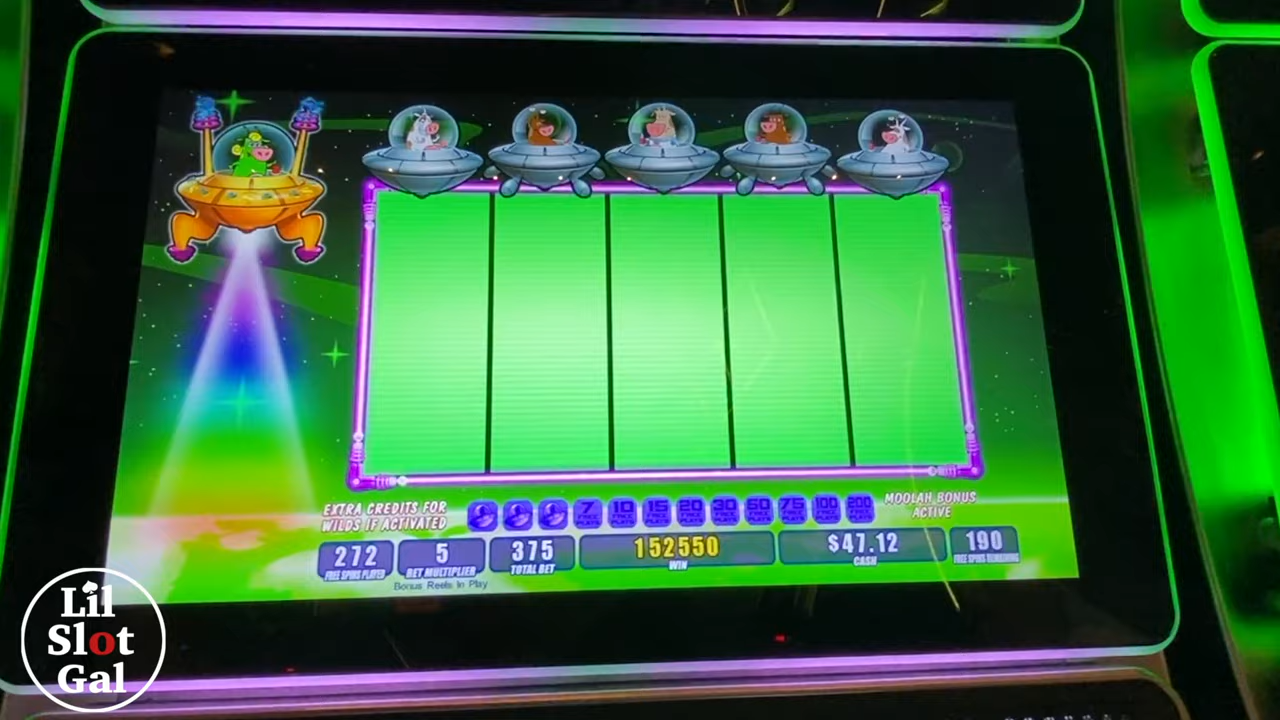 EXTRA CREDITS FOR
WILDS IF ACTIVATED
7 FREE PLAYS
10 FREE PLAYS
15 FREE PLAYS
20 FREE PLAYS
30 FREE PLAYS
60 FREE PLAYS
75 FREE PLAYS
100 FREE PLAYS
200 FREE PLAYS
MOOLAH BONUS
ACTIVE
272
FREE SPINS PLAYED
5
BET MULTIPLIER
375
TOTAL BET
152550
WIN
$47.12
CASH
190
FREE SPINS REMAINING
Bonus Reels In Play
Lil
Slot
Gal